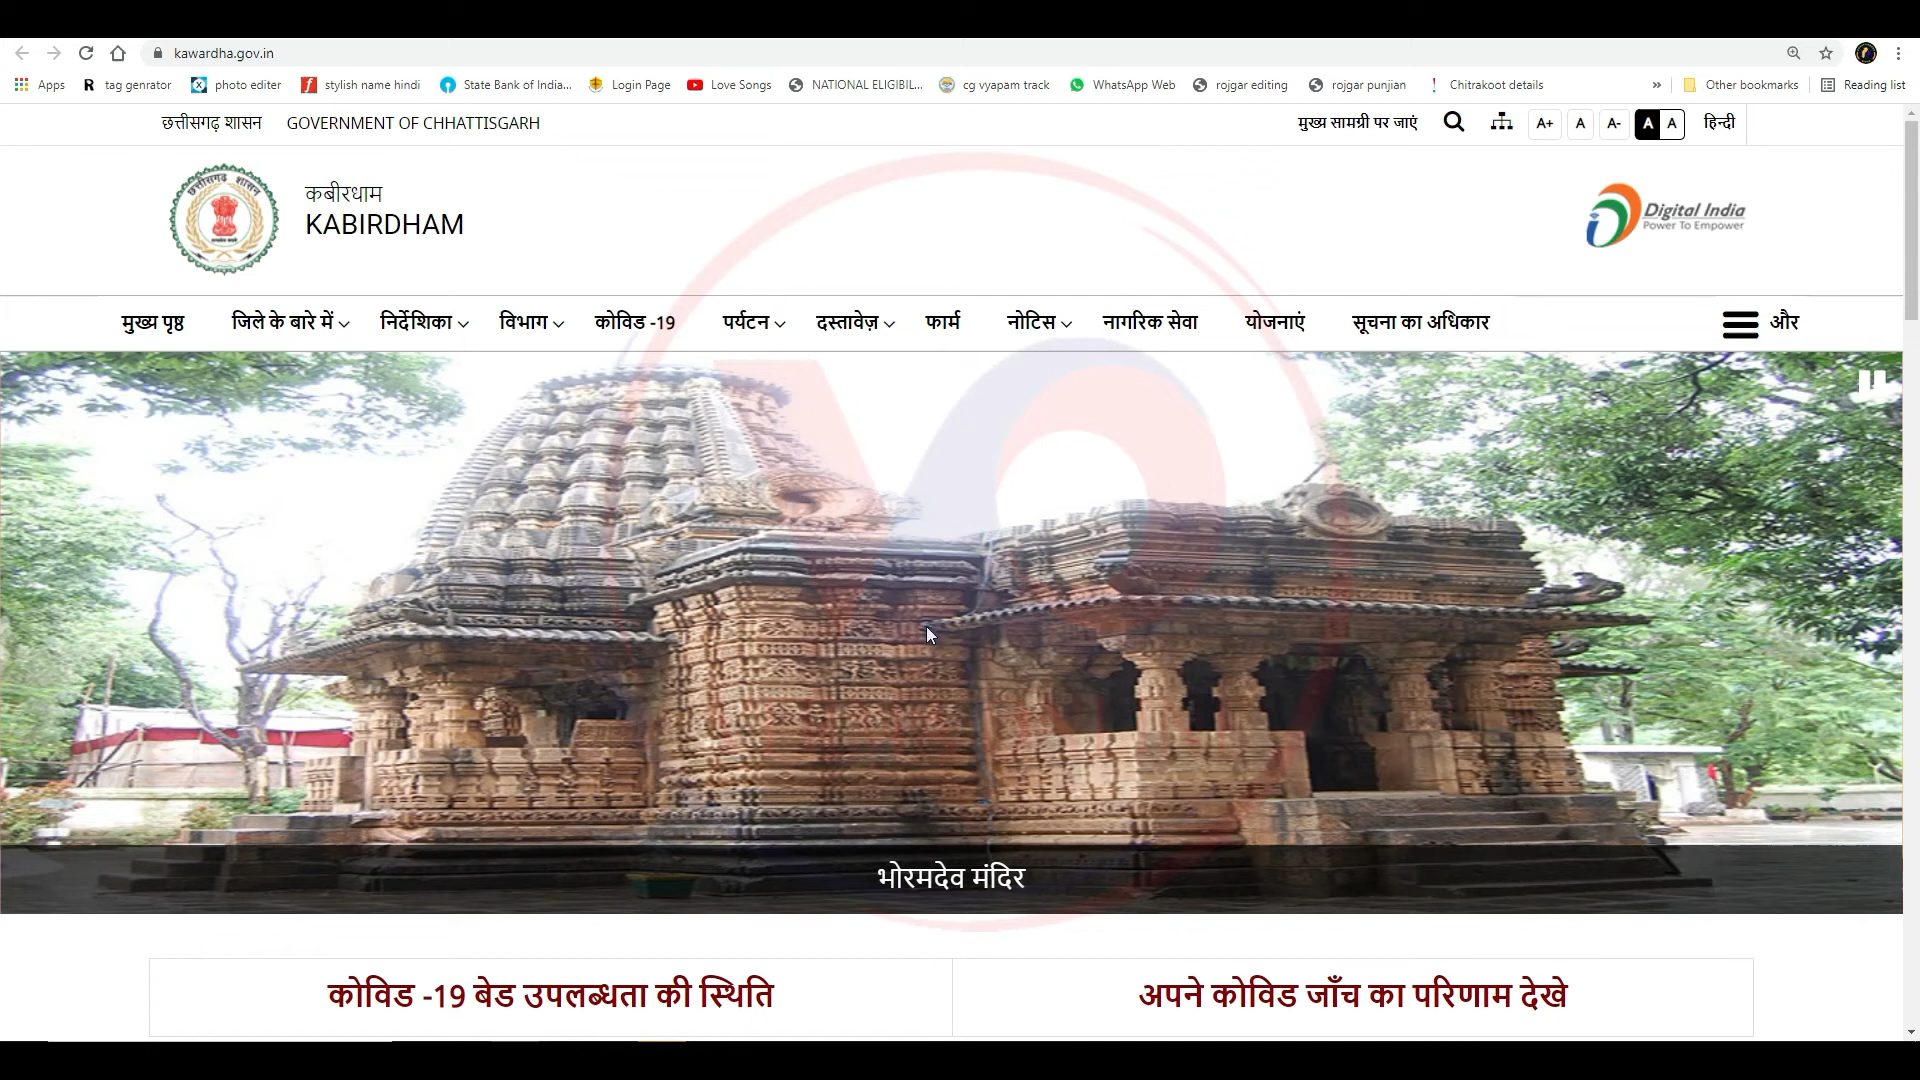 kawardha.gov.in
Apps
tag genrator
photo editer
stylish name hindi
State Bank of India...
Login Page
Love Songs
NATIONAL ELIGIBIL...
cg vyapam track
WhatsApp Web
rojgar editing
rojgar punjian
Chitrakoot details
»
Other bookmarks
Reading list
छत्तीसगढ़ शासन
GOVERNMENT OF CHHATTISGARH
मुख्य सामग्री पर जाएं
A+
A
A-
A A
हिन्दी
छत्तीसगढ़ शासन
कबीरधाम
KABIRDHAM
Digital India
Power To Empower
मुख्य पृष्ठ
जिले के बारे में
निर्देशिका
विभाग
कोविड -19
पर्यटन
दस्तावेज़
फार्म
नोटिस
नागरिक सेवा
योजनाएं
सूचना का अधिकार
और
भोरमदेव मंदिर
कोविड -19 बेड उपलब्धता की स्थिति
अपने कोविड जाँच का परिणाम देखे